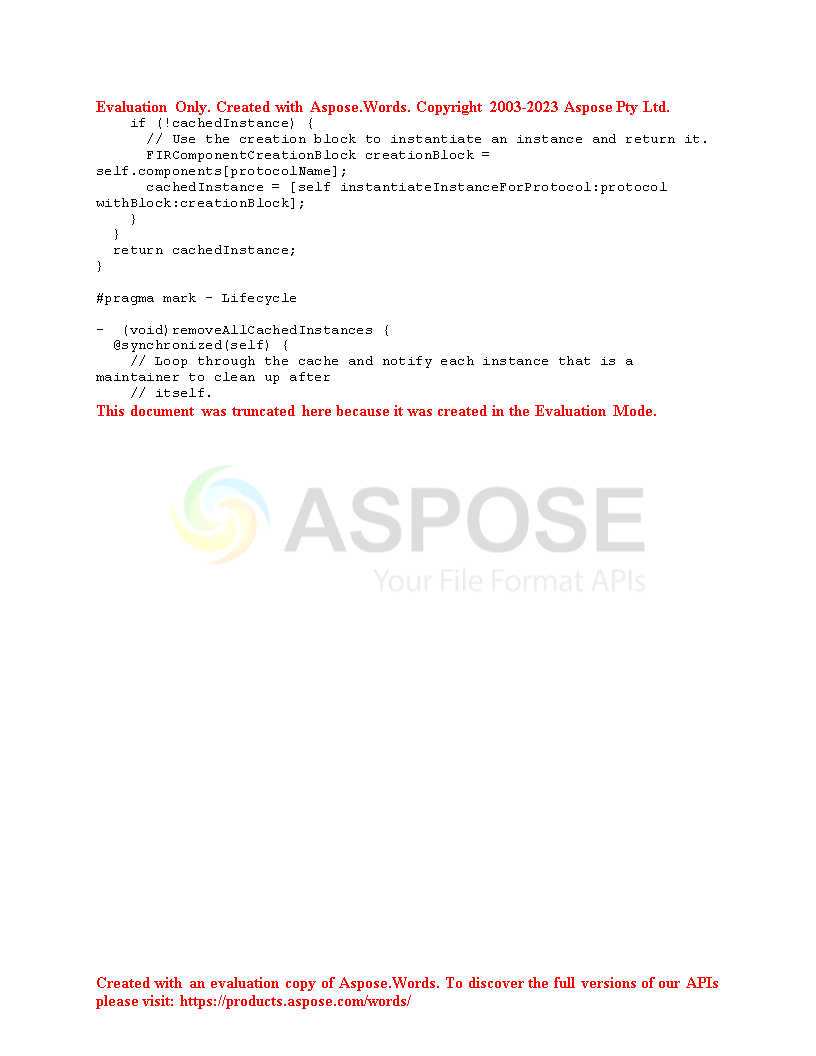 Evaluation Only. Created with Aspose.Words. Copyright 2003-2023 Aspose Pty Ltd.
    if (!cachedInstance) {
      // Use the creation block to instantiate an instance and return it.
      FIRComponentCreationBlock creationBlock =
self.components[protocolName];
      cachedInstance = [self instantiateInstanceForProtocol:protocol
withBlock:creationBlock];
    }
  }
  return cachedInstance;
}
#pragma mark - Lifecycle
-  (void)removeAllCachedInstances {
  @synchronized(self) {
    // Loop through the cache and notify each instance that is a
maintainer to clean up after
    // itself.
This document was truncated here because it was created in the Evaluation Mode.
ASPOSE
Your File Format APIs
Created with an evaluation copy of Aspose.Words. To discover the full versions of our APIs
please visit: https://products.aspose.com/words/